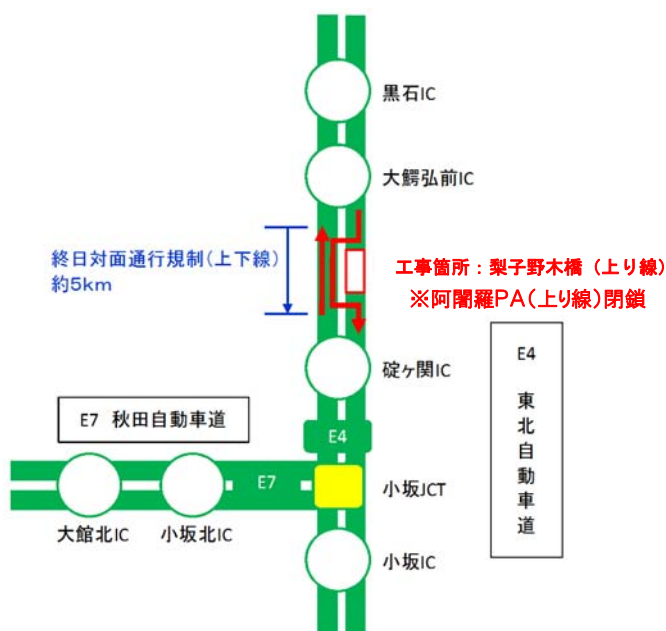 黒石IC
大鰐弘前IC
終日対面通行規制(上下線)
約5km
工事箇所：梨子野木橋（上り線）
※阿闍羅PA(上り線)閉鎖
碇ヶ関IC
E4
東北自動車道
E7 秋田自動車道
E4
E7
小坂JCT
大館北IC
小坂北IC
小坂IC